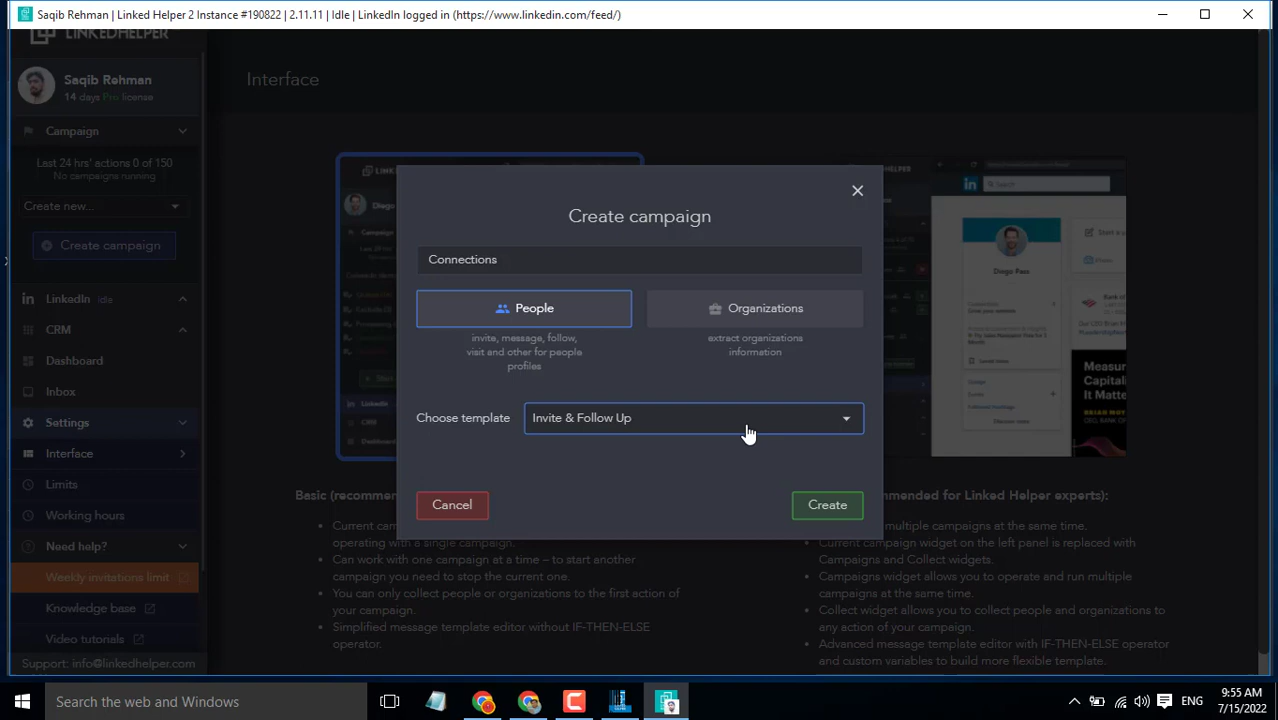 Saqib Rehman | Linked Helper 2 Instance #190822 | 2.11.11 | Idle | LinkedIn logged in (https://www.linkedin.com/feed/)
LINKEDHELPER
Saqib Rehman
14 days Pro license
Campaign
Last 24 hrs' actions 0 of 150
No campaigns running
Create new...
Create campaign
LinkedIn idle
CRM
Dashboard
Inbox
Settings
Interface
Limits
Working hours
Need help?
Weekly invitations limit
Knowledge base
Video tutorials
Support: info@linkedhelper.com
Interface
Create campaign
Connections
People
Organizations
invite, message, follow,
visit and other for people
profiles
extract organizations
information
Choose template
Invite & Follow Up
Cancel
Create
in Search
Diogo Pass
Measu
Capitali
It Matte
Basic (recommen
operating with a single campaign.
Can work with one campaign at a time – to start another
campaign you need to stop the current one.
You can only collect people or organizations to the first action of
your campaign.
Simplified message template editor without IF-THEN-ELSE
operator.
mmended for Linked Helper experts):
multiple campaigns at the same time.
Current campaign widget on the left panel is replaced with
Campaigns and Collect widgets.
Campaigns widget allows you to operate and run multiple
campaigns at the same time.
Collect widget allows you to collect people and organizations to
any action of your campaign.
Advanced message template editor with IF-THEN-ELSE operator
and custom variables to build more flexible template.
Search the web and Windows
ENG
9:55 AM
7/15/2022